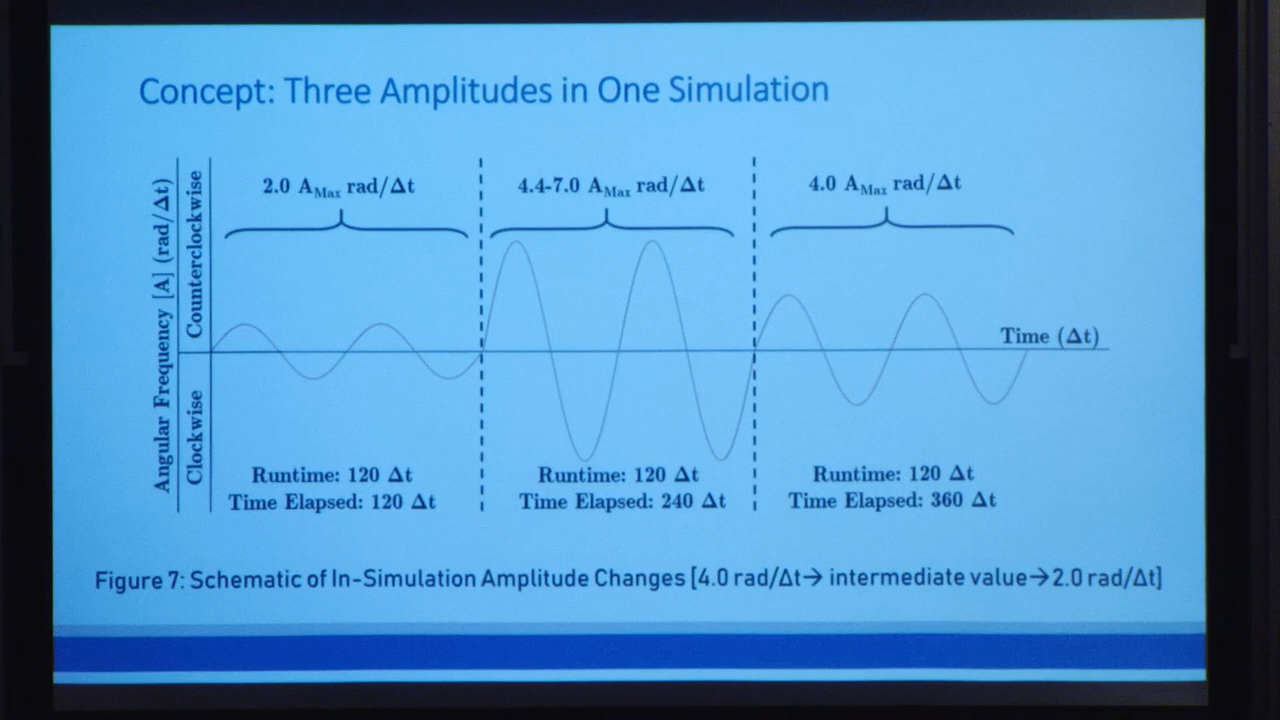 Concept: Three Amplitudes in One Simulation
Angular Frequency [A] (rad/Δt)
Counterclockwise
Clockwise
2.0 AMax rad/Δt
4.4-7.0 AMax rad/Δt
4.0 AMax rad/Δt
Time (Δt)
Runtime: 120 Δt
Time Elapsed: 120 Δt
Runtime: 120 Δt
Time Elapsed: 240 Δt
Runtime: 120 Δt
Time Elapsed: 360 Δt
Figure 7: Schematic of In-Simulation Amplitude Changes [4.0 rad/Δt→ intermediate value→2.0 rad/Δt]